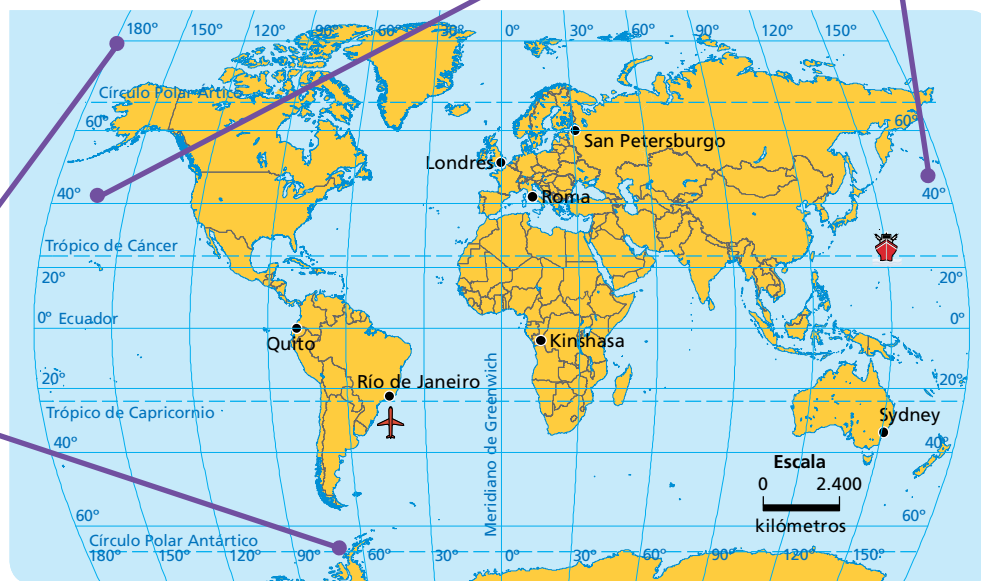 180º 150º 120º 90º 60º 30º 0º 30º 60º 90º 120º 150º
Círculo Polar Ártico
60º 60º
San Petersburgo
Londres
40º Roma 40º
Trópico de Cáncer
20º 20º
0º Ecuador 0º
Quito Kinshasa
Meridiano de Greenwich
20º Río de Janeiro 20º
Trópico de Capricornio Sydney
40º 40º
Escala
0 2.400
kilómetros
60º 60º
Círculo Polar Antártico
180º 150º 120º 90º 60º 30º 0º 30º 60º 90º 120º 150º